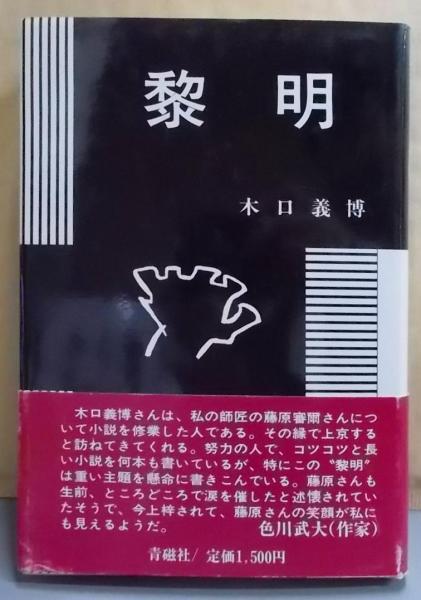 黎明
木口義博
木口義博さんは、私の師匠の藤原審爾さんにつ
いて小説を修業した人である。その縁で上京する
と訪ねてきてくれる。努力の人で、コツコツと長
い小説を何本も書いているが、特にこの〝黎明〟
は重い主題を懸命に書きこんでいる。藤原さんも
生前、ところどころで涙を催したと述懐されてい
たそうで、今上梓されて、藤原さんの笑顔が私に
も見えるようだ。 色川武大(作家)
青磁社/定価1,500円